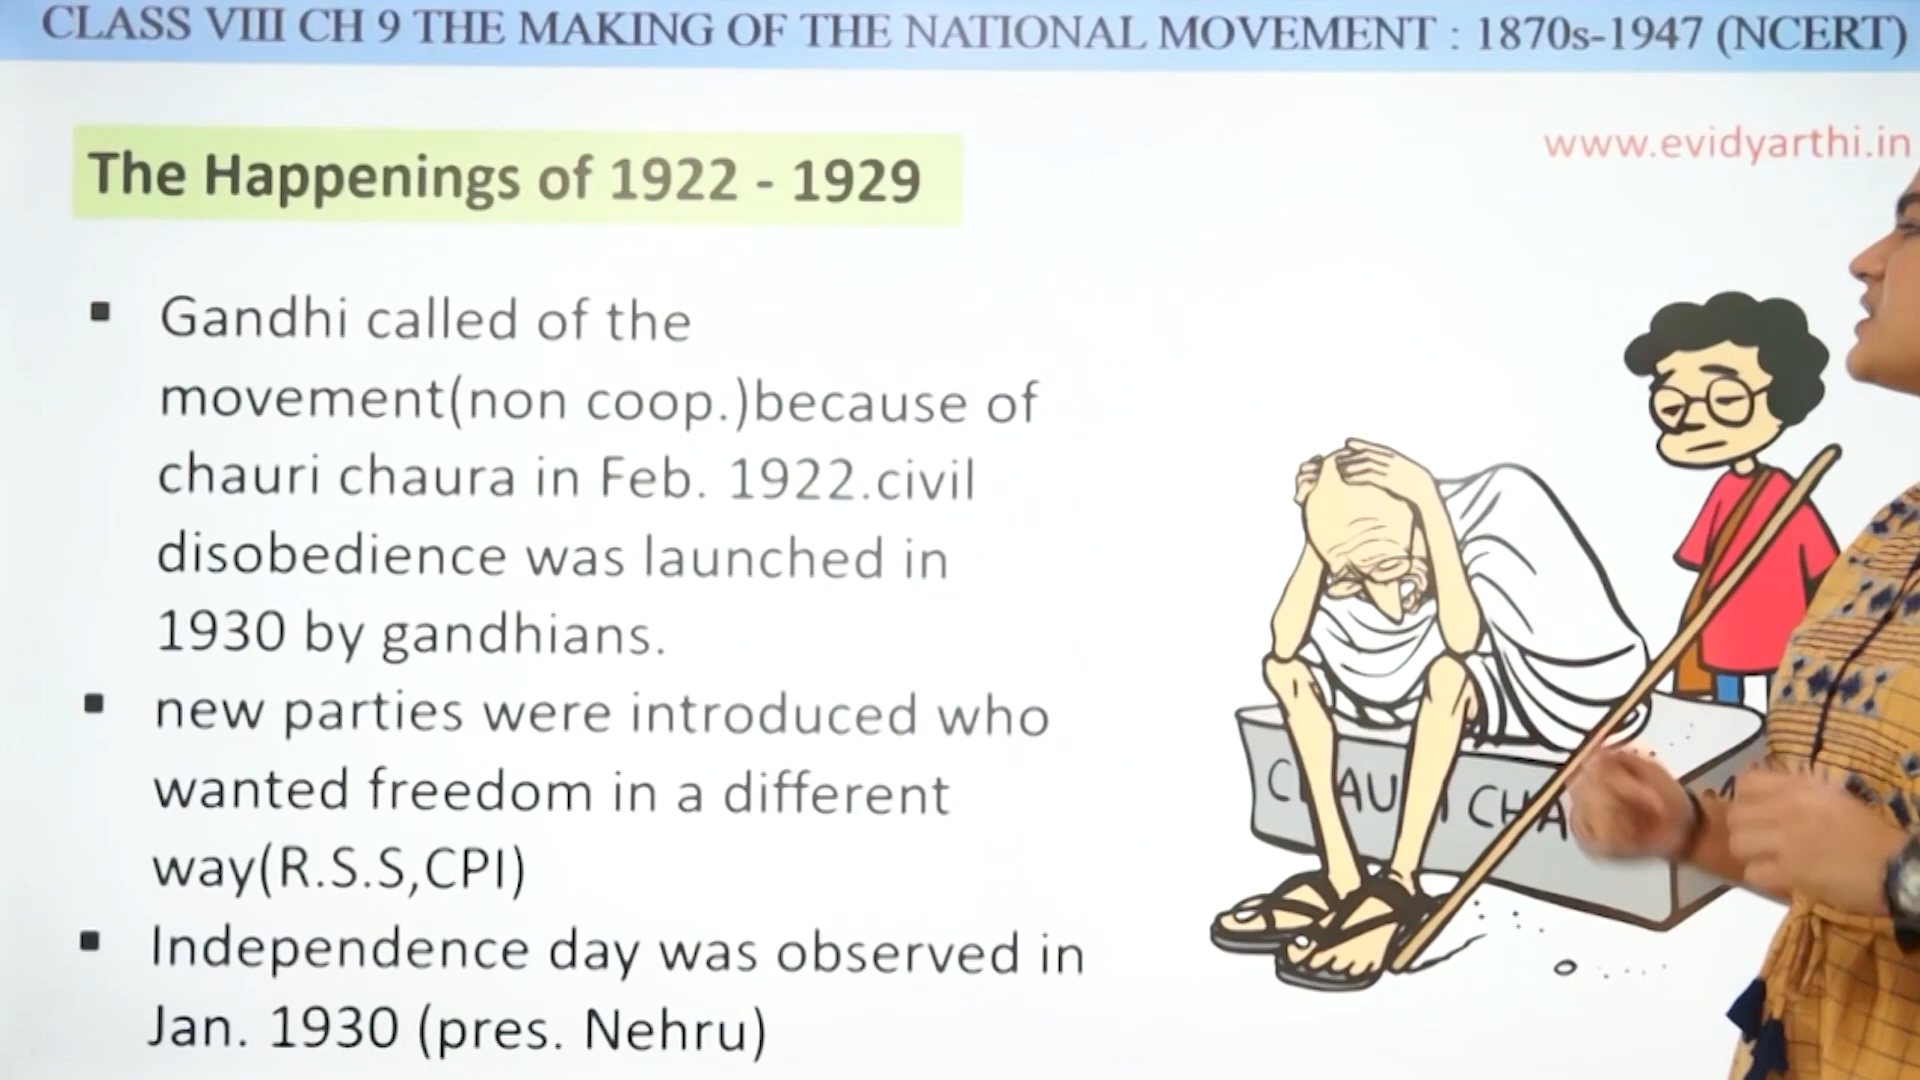 CLASS VIII CH 9 THE MAKING OF THE NATIONAL MOVEMENT : 1870s-1947 (NCERT)
www.evidyarthi.in
The Happenings of 1922 - 1929
▪ Gandhi called of the
movement(non coop.)because of
chauri chaura in Feb. 1922.civil
disobedience was launched in
1930 by gandhians.
▪ new parties were introduced who
wanted freedom in a different
way(R.S.S,CPI)
▪ Independence day was observed in
Jan. 1930 (pres. Nehru)